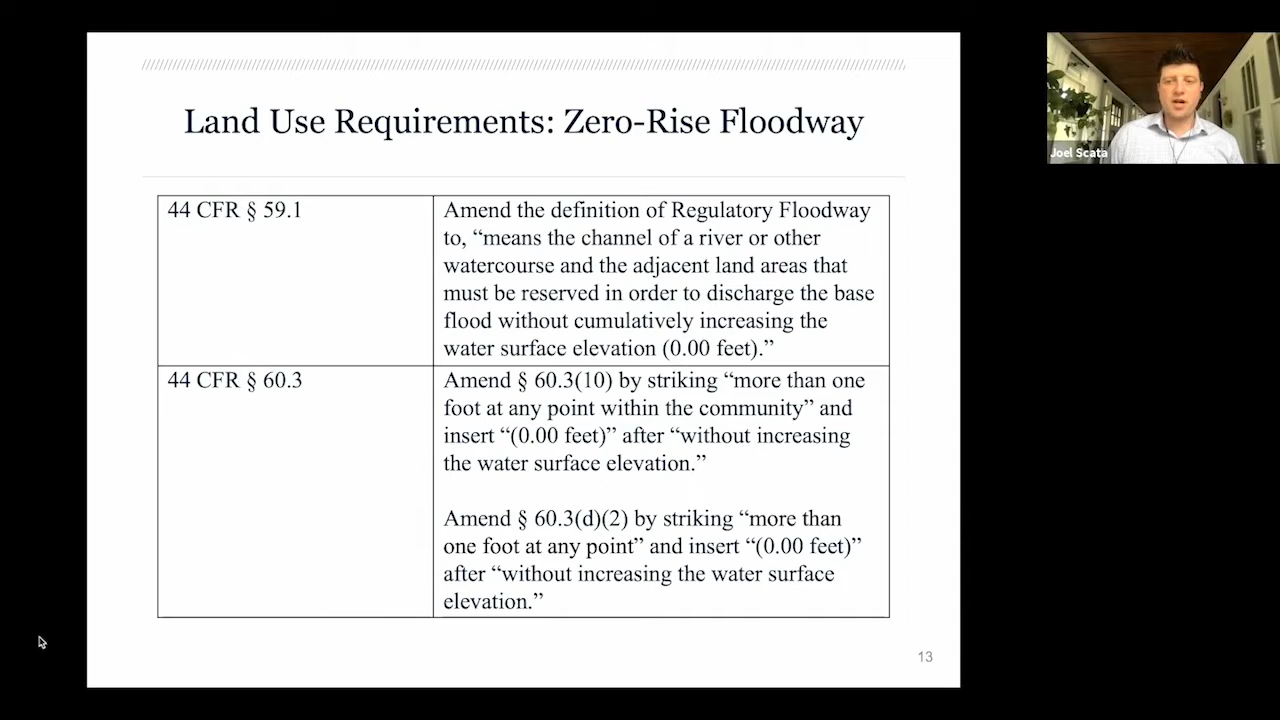 Land Use Requirements: Zero-Rise Floodway
44 CFR § 59.1
Amend the definition of Regulatory Floodway
to, “means the channel of a river or other
watercourse and the adjacent land areas that
must be reserved in order to discharge the base
flood without cumulatively increasing the
water surface elevation (0.00 feet).”
44 CFR § 60.3
Amend § 60.3(10) by striking “more than one
foot at any point within the community” and
insert “(0.00 feet)” after “without increasing
the water surface elevation.”
Amend § 60.3(d)(2) by striking “more than
one foot at any point” and insert “(0.00 feet)”
after “without increasing the water surface
elevation.”
13
Joel Scata